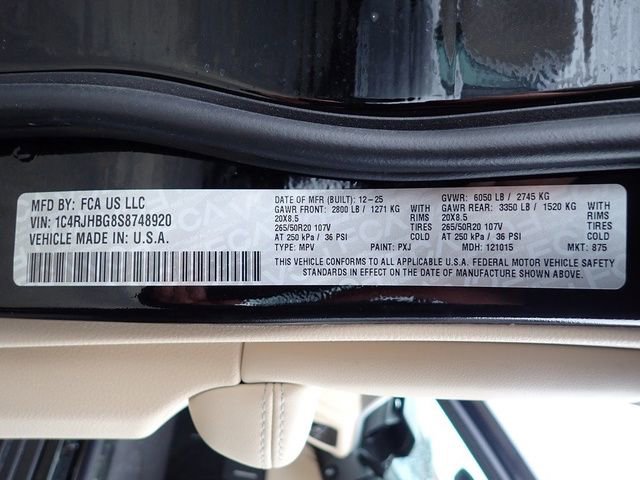 MFD BY: FCA US LLC
VIN: 1C4RJHBG8S8748920
VEHICLE MADE IN: U.S.A.
DATE OF MFR (BUILT): 12-25
GAWR FRONT: 2800 LB / 1271 KG WITH
20X8.5 RIMS
265/50R20 107V TIRES
AT 250 kPa / 36 PSI COLD
TYPE: MPV PAINT: PXJ
GVWR: 6050 LB / 2745 KG
GAWR REAR: 3350 LB / 1520 KG WITH
20X8.5 RIMS
265/50R20 107V TIRES
AT 250 kPa / 36 PSI COLD
MDH: 121015 MKT: 875
THIS VEHICLE CONFORMS TO ALL APPLICABLE U.S.A. FEDERAL MOTOR VEHICLE SAFETY
STANDARDS IN EFFECT ON THE DATE OF MANUFACTURE SHOWN ABOVE.